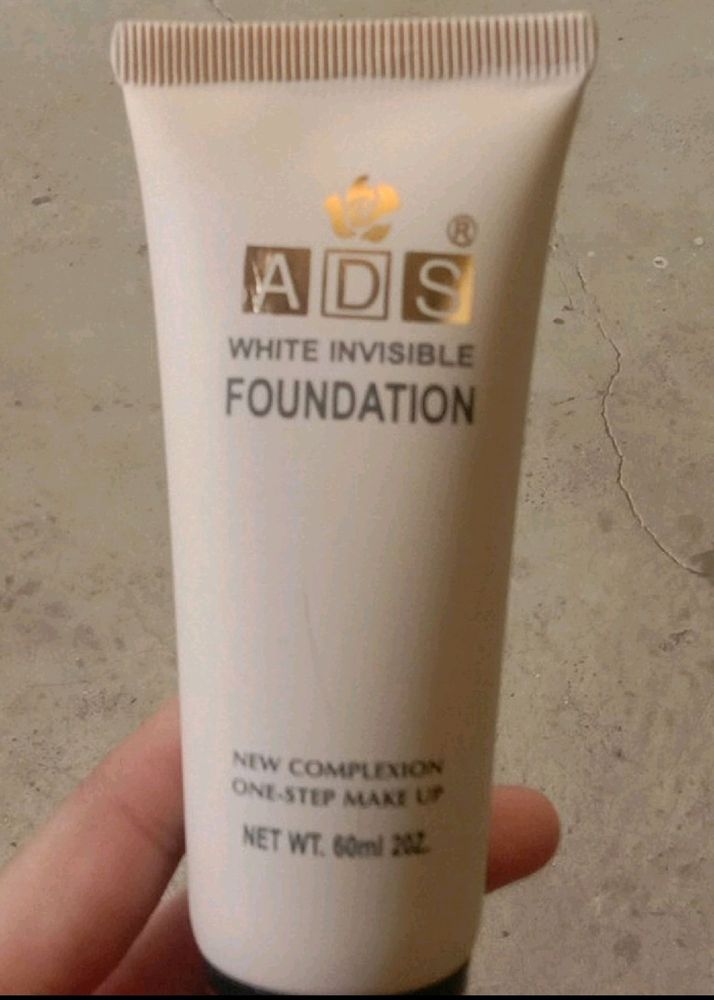 ®
ADS
WHITE INVISIBLE
FOUNDATION
NEW COMPLEXION
ONE-STEP MAKE UP
NET WT. 60ml 2OZ.